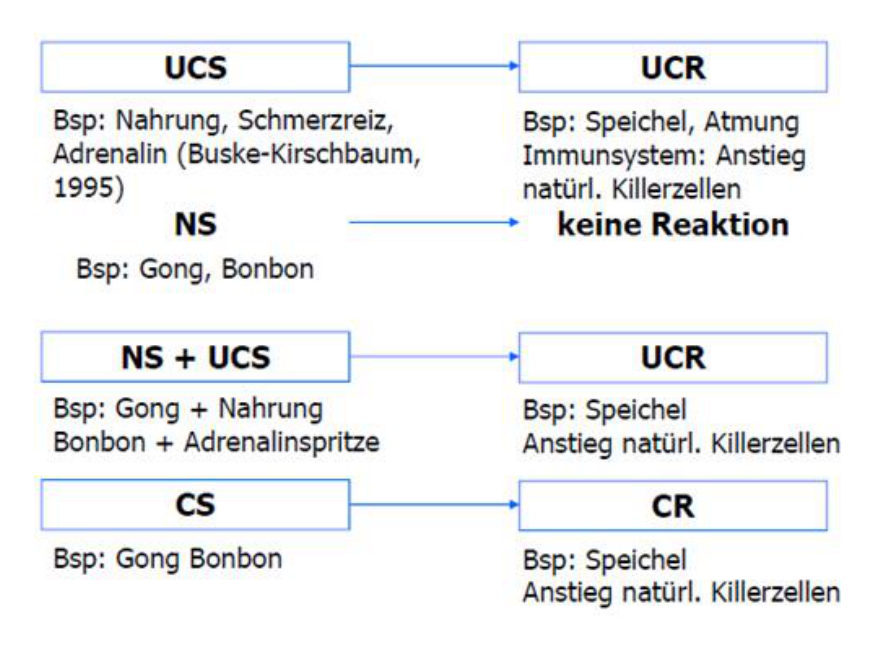 UCS
UCR
Bsp: Nahrung, Schmerzreiz,
Adrenalin (Buske-Kirschbaum,
1995)
Bsp: Speichel, Atmung
Immunsystem: Anstieg
natürl. Killerzellen
NS
keine Reaktion
Bsp: Gong, Bonbon
NS + UCS
UCR
Bsp: Gong + Nahrung
Bonbon + Adrenalinspritze
Bsp: Speichel
Anstieg natürl. Killerzellen
CS
CR
Bsp: Gong Bonbon
Bsp: Speichel
Anstieg natürl. Killerzellen